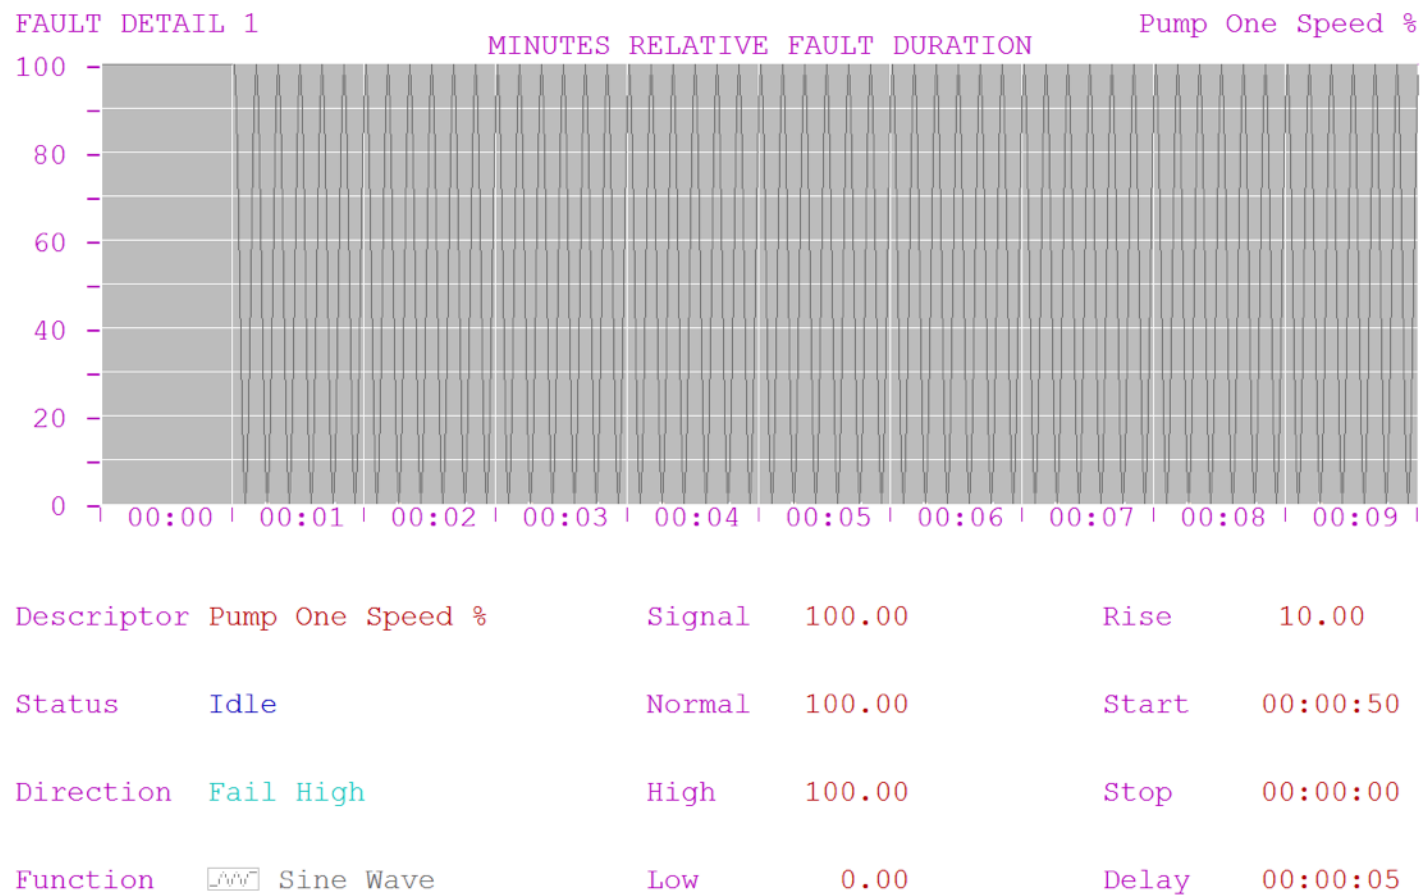 FAULT DETAIL 1 Pump One Speed %
MINUTES RELATIVE FAULT DURATION
100
80
60
40
20
0
00:00 00:01 00:02 00:03 00:04 00:05 00:06 00:07 00:08 00:09
Descriptor Pump One Speed % Signal 100.00 Rise 10.00
Status Idle Normal 100.00 Start 00:00:50
Direction Fail High High 100.00 Stop 00:00:00
Function Sine Wave Low 0.00 Delay 00:00:05